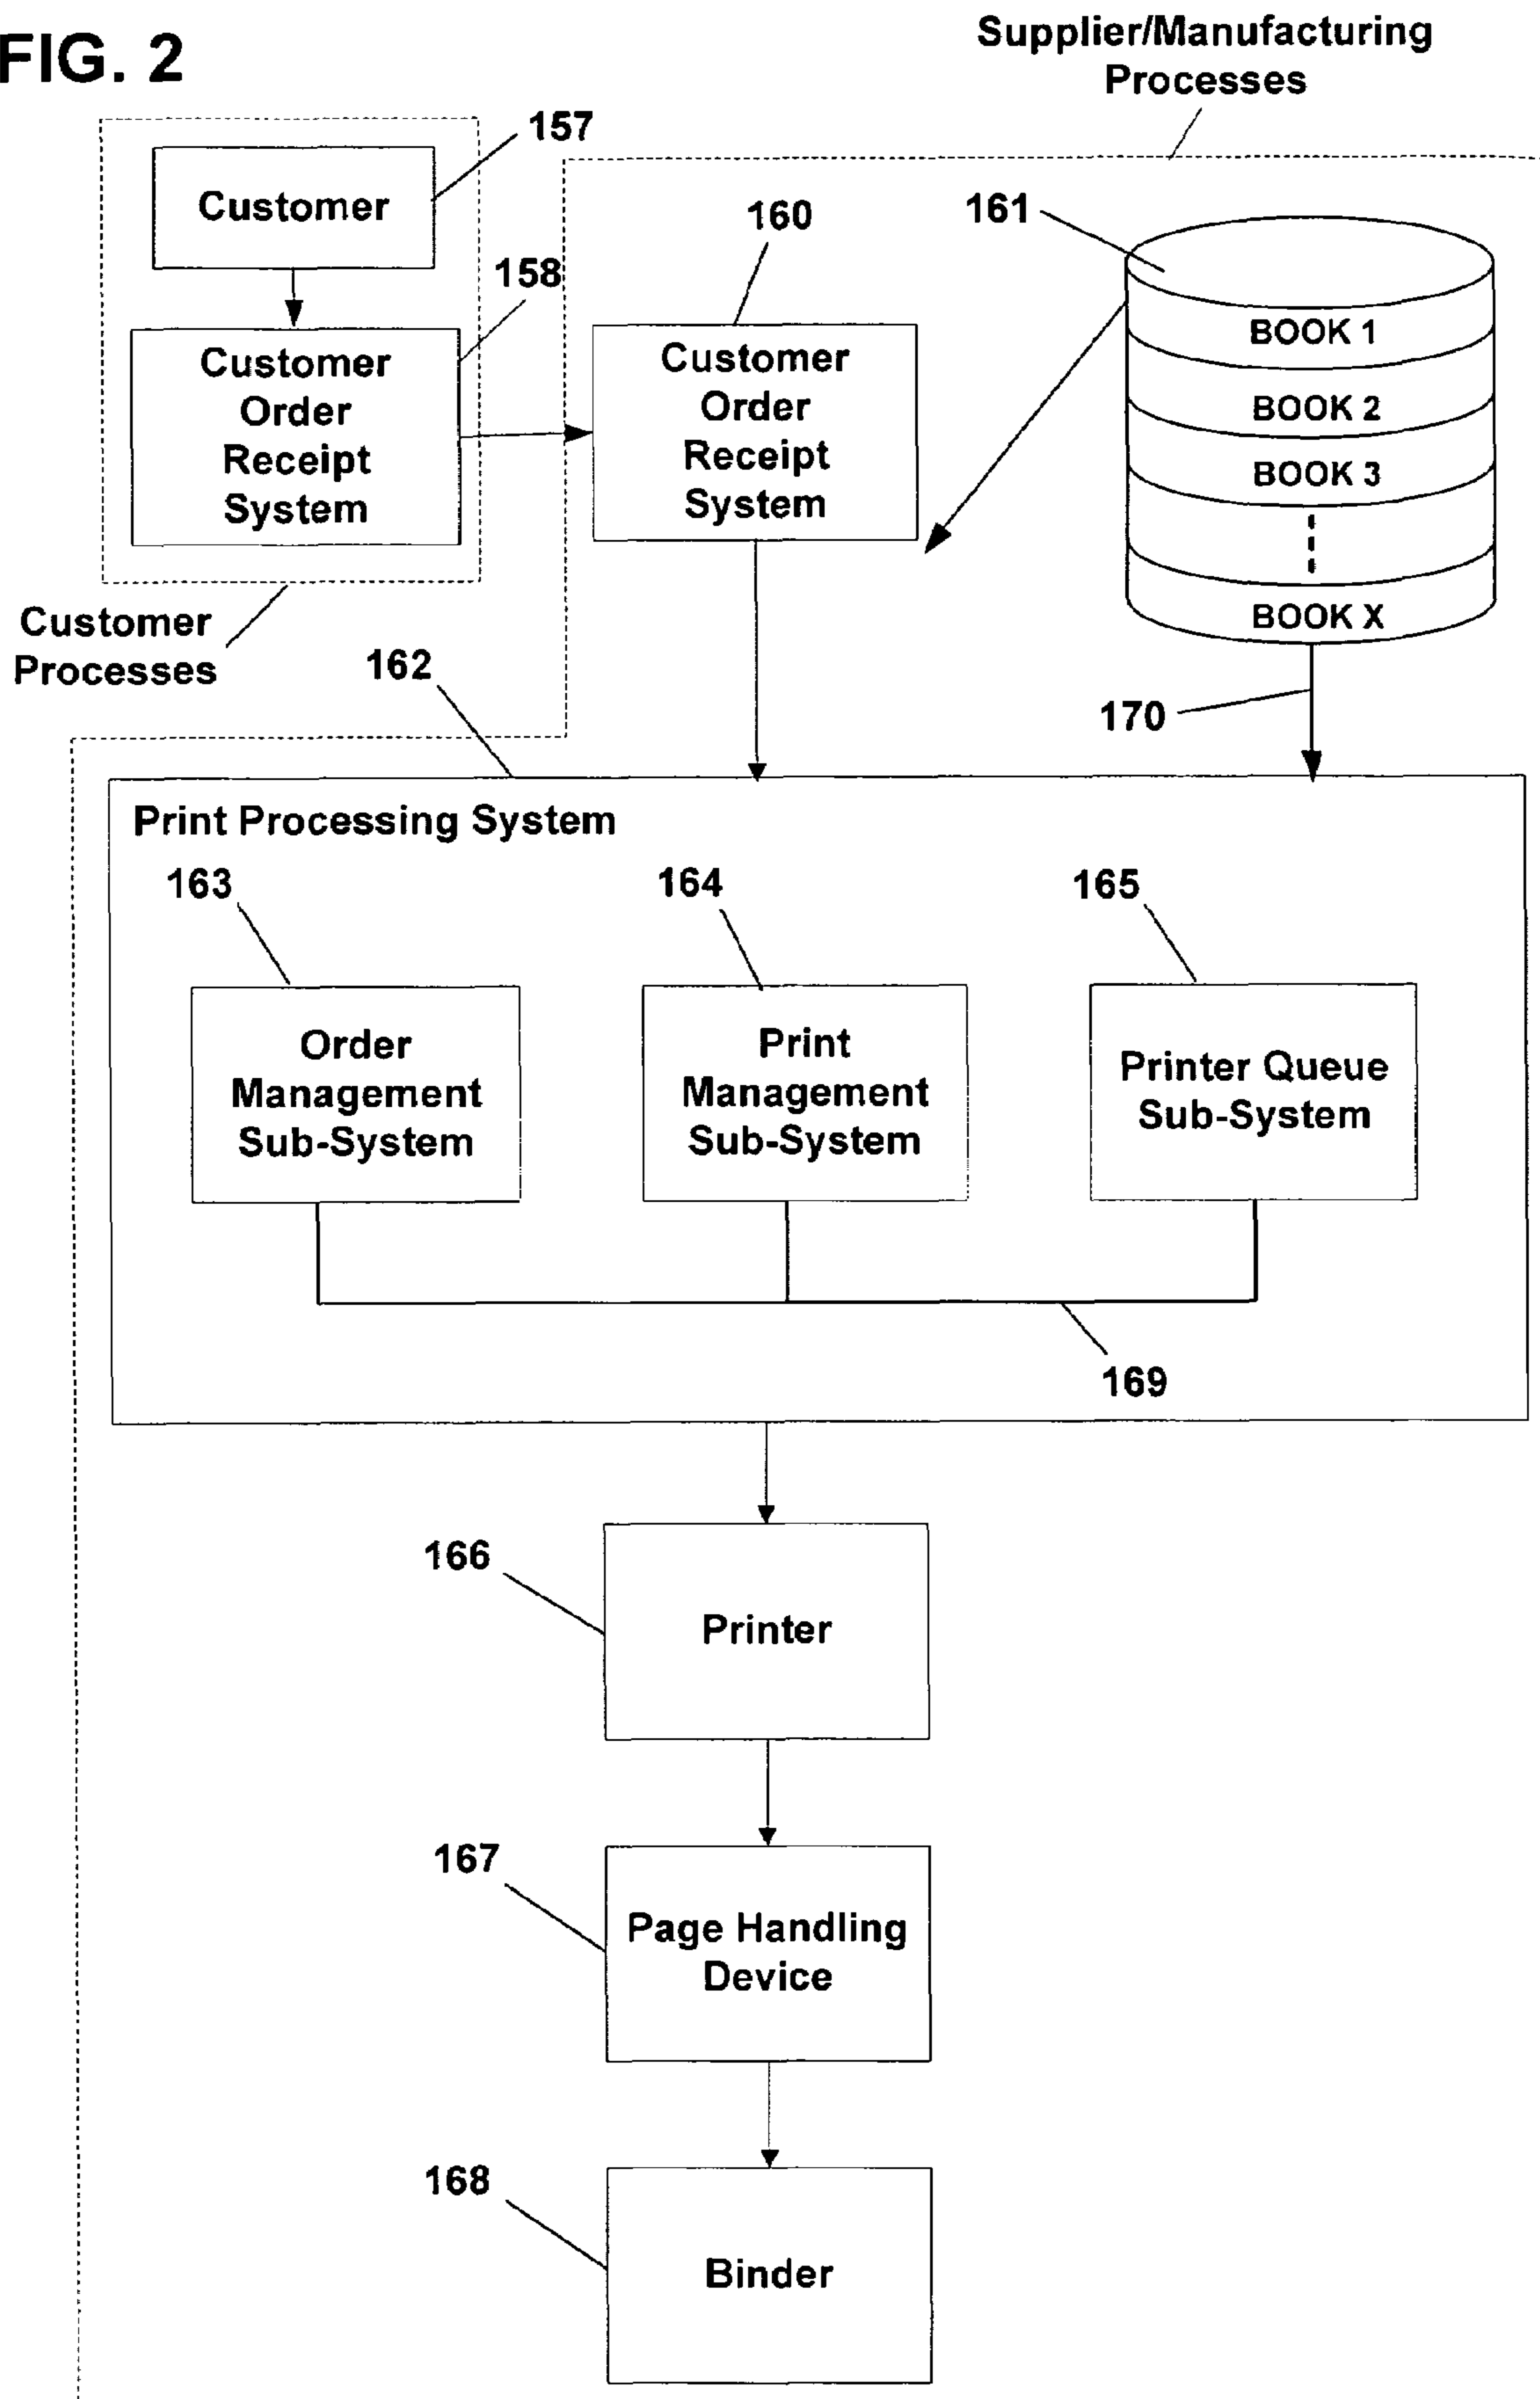 FIG. 2
Supplier/Manufacturing
Processes
157
Customer
158
Customer
Order
Receipt
System
Customer
Processes
160
Customer
Order
Receipt
System
161
BOOK 1
BOOK 2
BOOK 3
BOOK X
170
162
Print Processing System
163
Order
Management
Sub-System
164
Print
Management
Sub-System
165
Printer Queue
Sub-System
169
166
Printer
167
Page Handling
Device
168
Binder